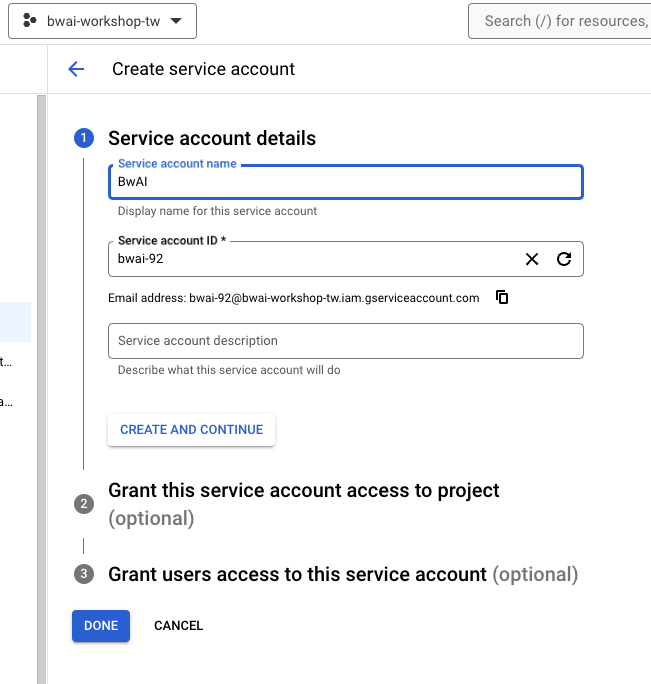 bwai-workshop-tw
Search (/) for resources,
Create service account
1 Service account details
Service account name
BwAI
Display name for this service account
Service account ID *
bwai-92
Email address: bwai-92@bwai-workshop-tw.iam.gserviceaccount.com
Service account description
Describe what this service account will do
t...
a...
CREATE AND CONTINUE
2 Grant this service account access to project
(optional)
3 Grant users access to this service account (optional)
DONE CANCEL